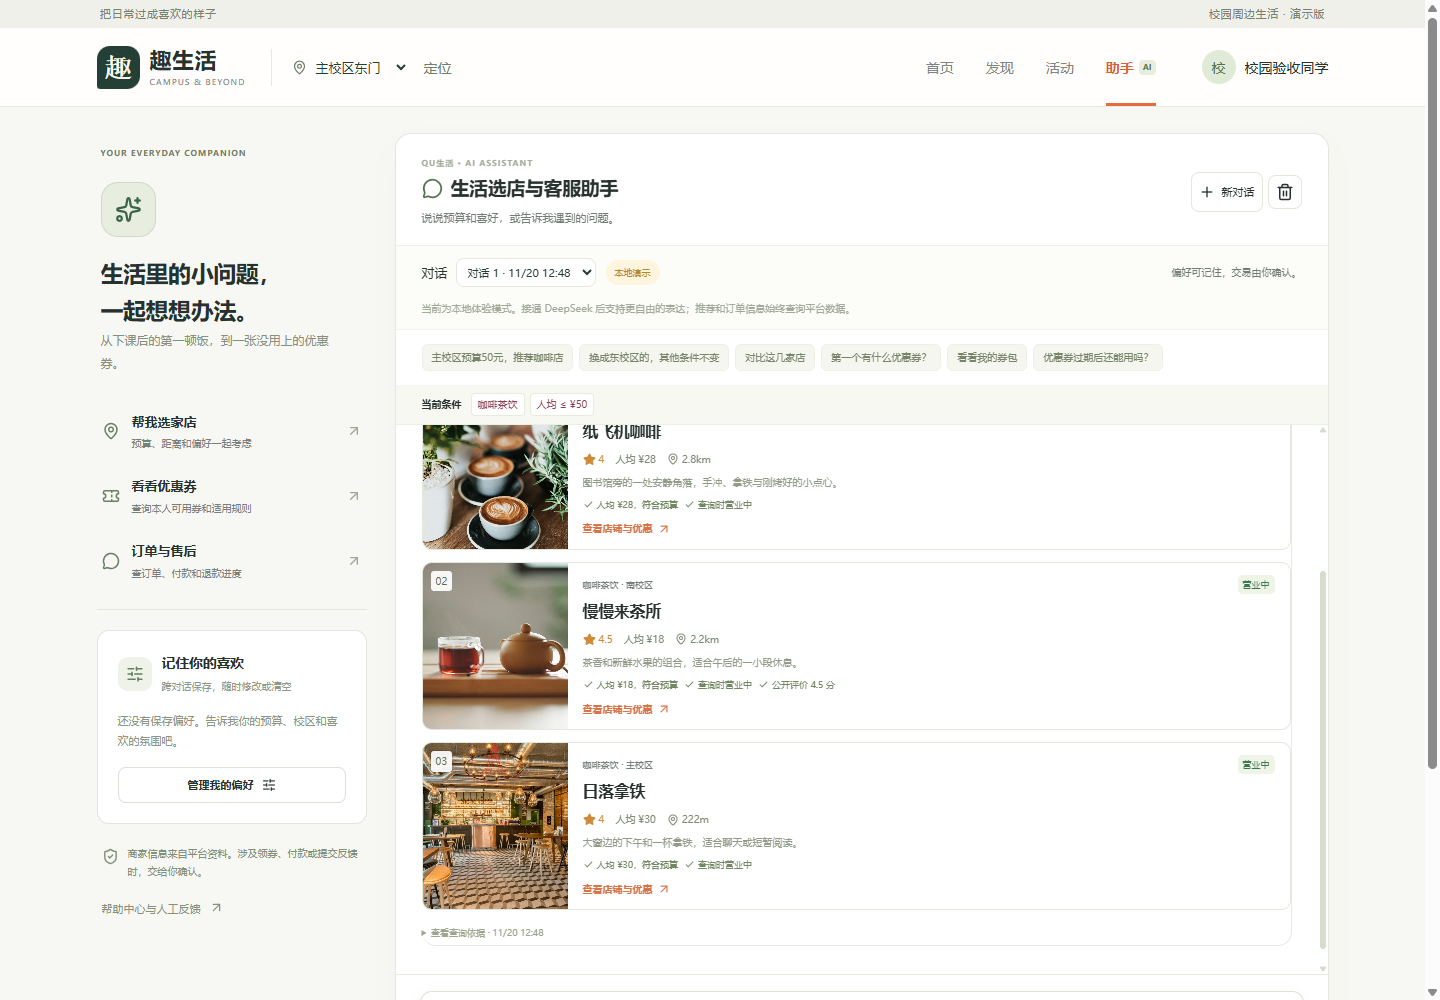 把日常过成喜欢的样子
校园周边生活 · 演示版
趣
趣生活
CAMPUS & BEYOND
主校区东门
定位
首页
发现
活动
助手 AI
校
校园验收同学
YOUR EVERYDAY COMPANION
生活里的小问题，
一起想想办法。
从下课后的第一顿饭，到一张没用上的优惠
券。
帮我选家店
预算、距离和偏好一起考虑
看看优惠券
查询本人可用券和适用规则
订单与售后
查订单、付款和退款进度
记住你的喜欢
跨对话保存，随时修改或清空
还没有保存偏好。告诉我你的预算、校区和喜
欢的氛围吧。
管理我的偏好
商家信息来自平台资料。涉及领券、付款或提交反馈
时，交给你确认。
帮助中心与人工反馈
QU生活 • AI ASSISTANT
生活选店与客服助手
说说预算和喜好，或告诉我遇到的问题。
新对话
对话
对话 1 · 11/20 12:48
本地演示
偏好可记住，交易由你确认。
当前为本地体验模式。接通 DeepSeek 后支持更自由的表达；推荐和订单信息始终查询平台数据。
主校区预算50元，推荐咖啡店
换成东校区的，其他条件不变
对比这几家店
第一个有什么优惠券？
看看我的券包
优惠券过期后还能用吗？
当前条件
咖啡茶饮
人均 ≤ ¥50
纸飞机咖啡
4 人均 ¥28 2.8km
图书馆旁的一处安静角落，手冲、拿铁与刚烤好的小点心。
人均 ¥28，符合预算 查询时营业中
查看店铺与优惠
02
咖啡茶饮 · 南校区
营业中
慢慢来茶所
4.5 人均 ¥18 2.2km
茶香和新鲜水果的组合，适合午后的一小段休息。
人均 ¥18，符合预算 查询时营业中 公开评价 4.5 分
查看店铺与优惠
03
咖啡茶饮 · 主校区
营业中
日落拿铁
4 人均 ¥30 222m
大窗边的下午和一杯拿铁，适合聊天或短暂阅读。
人均 ¥30，符合预算 查询时营业中
查看店铺与优惠
查看查询依据 · 11/20 12:48